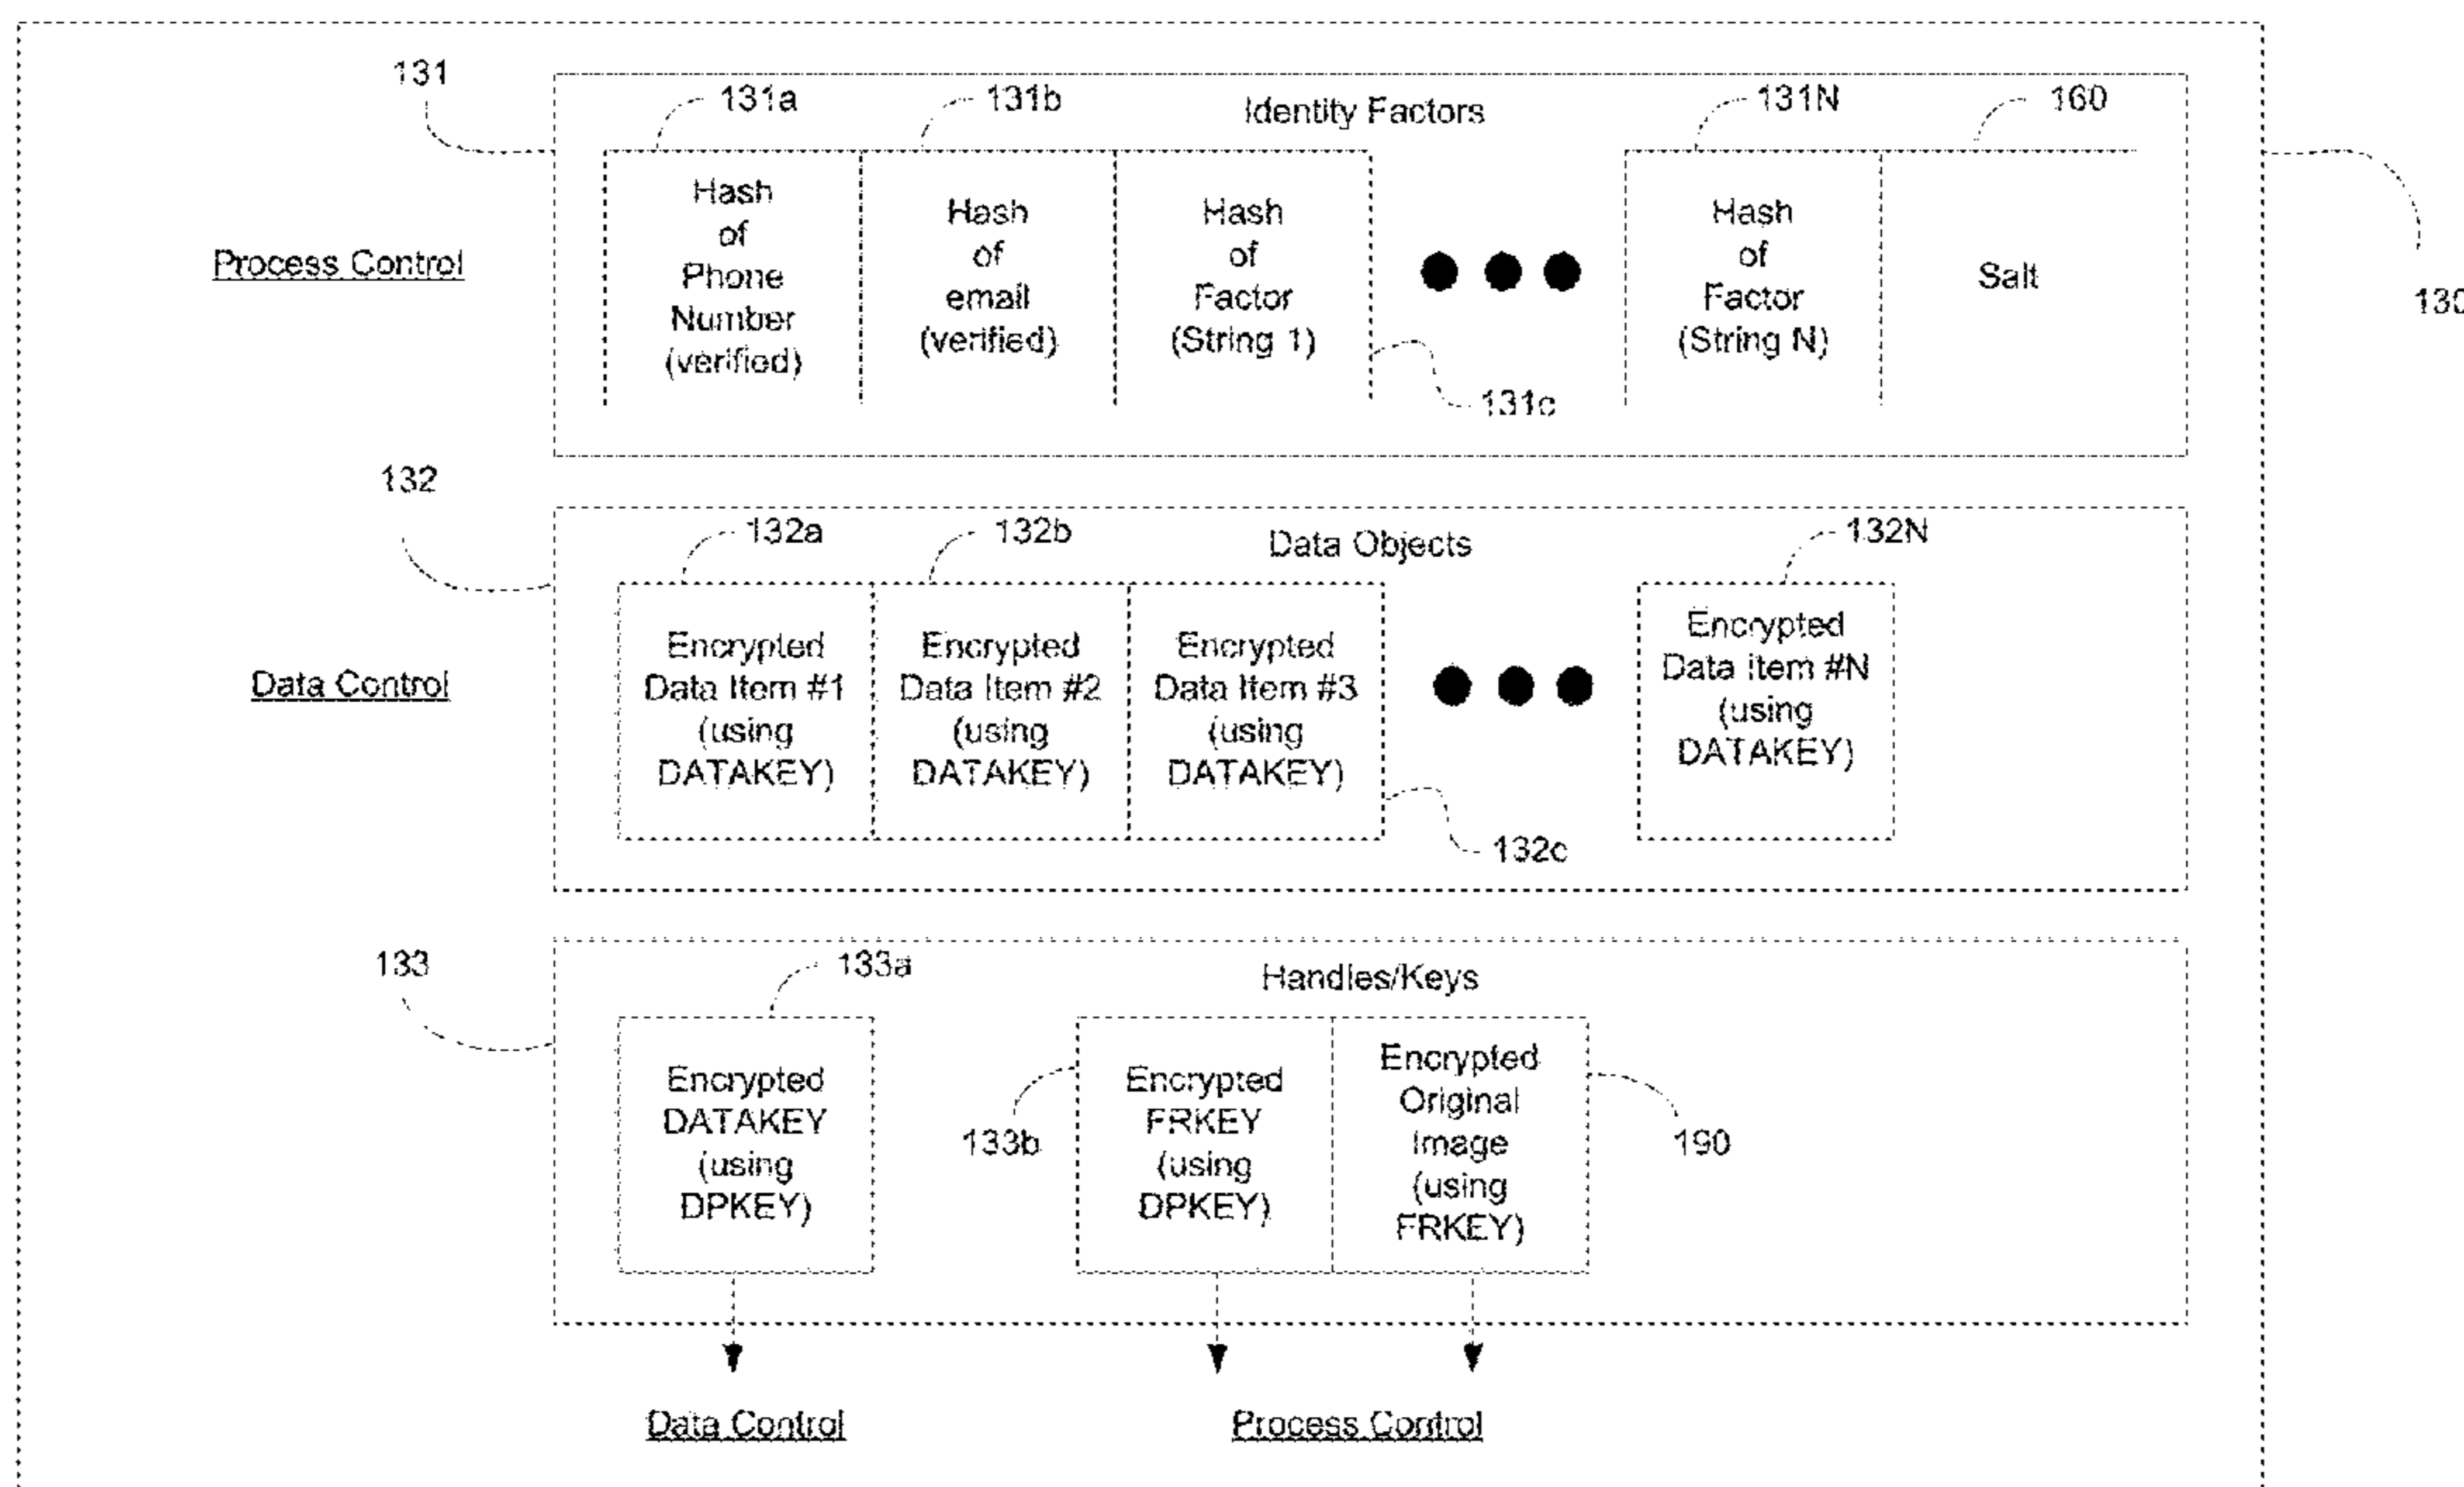 131
131a
131b
Identity Factors
131N
160
Process Control
Hash
of
Phone
Number
(verified)
Hash
of
email
(verified)
Hash
of
Factor
(String 1)
Hash
of
Factor
(String N)
Salt
130
131c
132
132a
132b
Data Objects
132N
Data Control
Encrypted
Data Item #1
(using
DATAKEY)
Encrypted
Data Item #2
(using
DATAKEY)
Encrypted
Data Item #3
(using
DATAKEY)
Encrypted
Data Item #N
(using
DATAKEY)
132c
133
133a
Handles/Keys
Encrypted
DATAKEY
(using
DPKEY)
133b
Encrypted
FRKEY
(using
DPKEY)
Encrypted
Original
Image
(using
FRKEY)
190
Data Control
Process Control